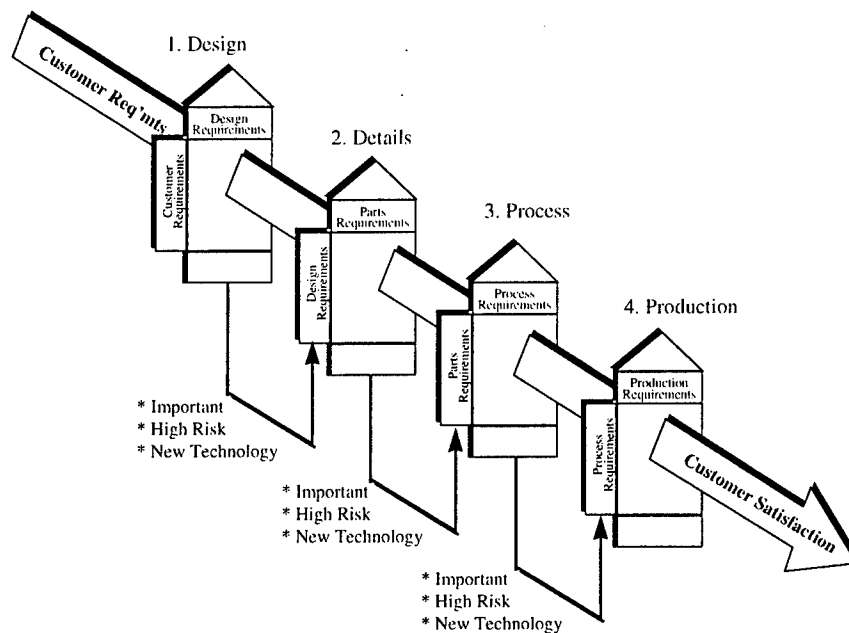 1. Design
Customer Req'mts
Design
Requirements
Customer
Requirements
2. Details
Parts
Requirements
Design
Requirements
* Important
* High Risk
* New Technology
3. Process
Process
Requirements
Parts
Requirements
* Important
* High Risk
* New Technology
4. Production
Production
Requirements
Process
Requirements
* Important
* High Risk
* New Technology
Customer Satisfaction